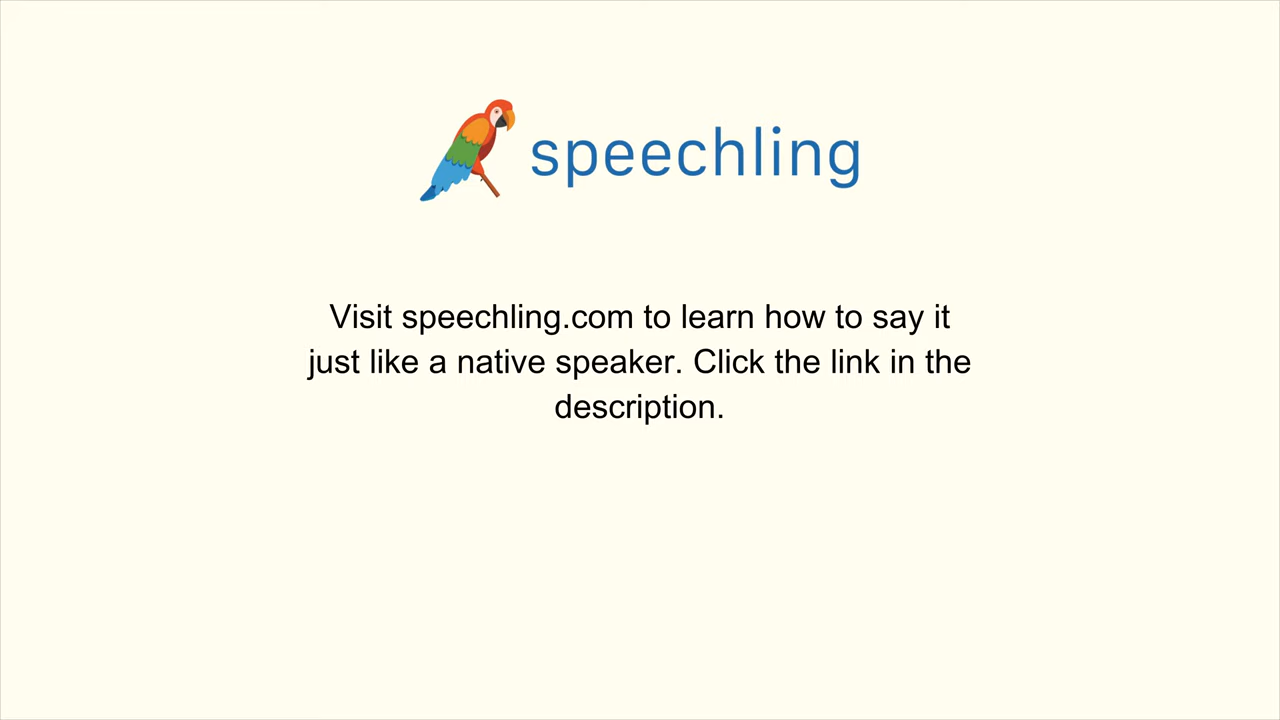 speechling
Visit speechling.com to learn how to say it
just like a native speaker. Click the link in the
description.